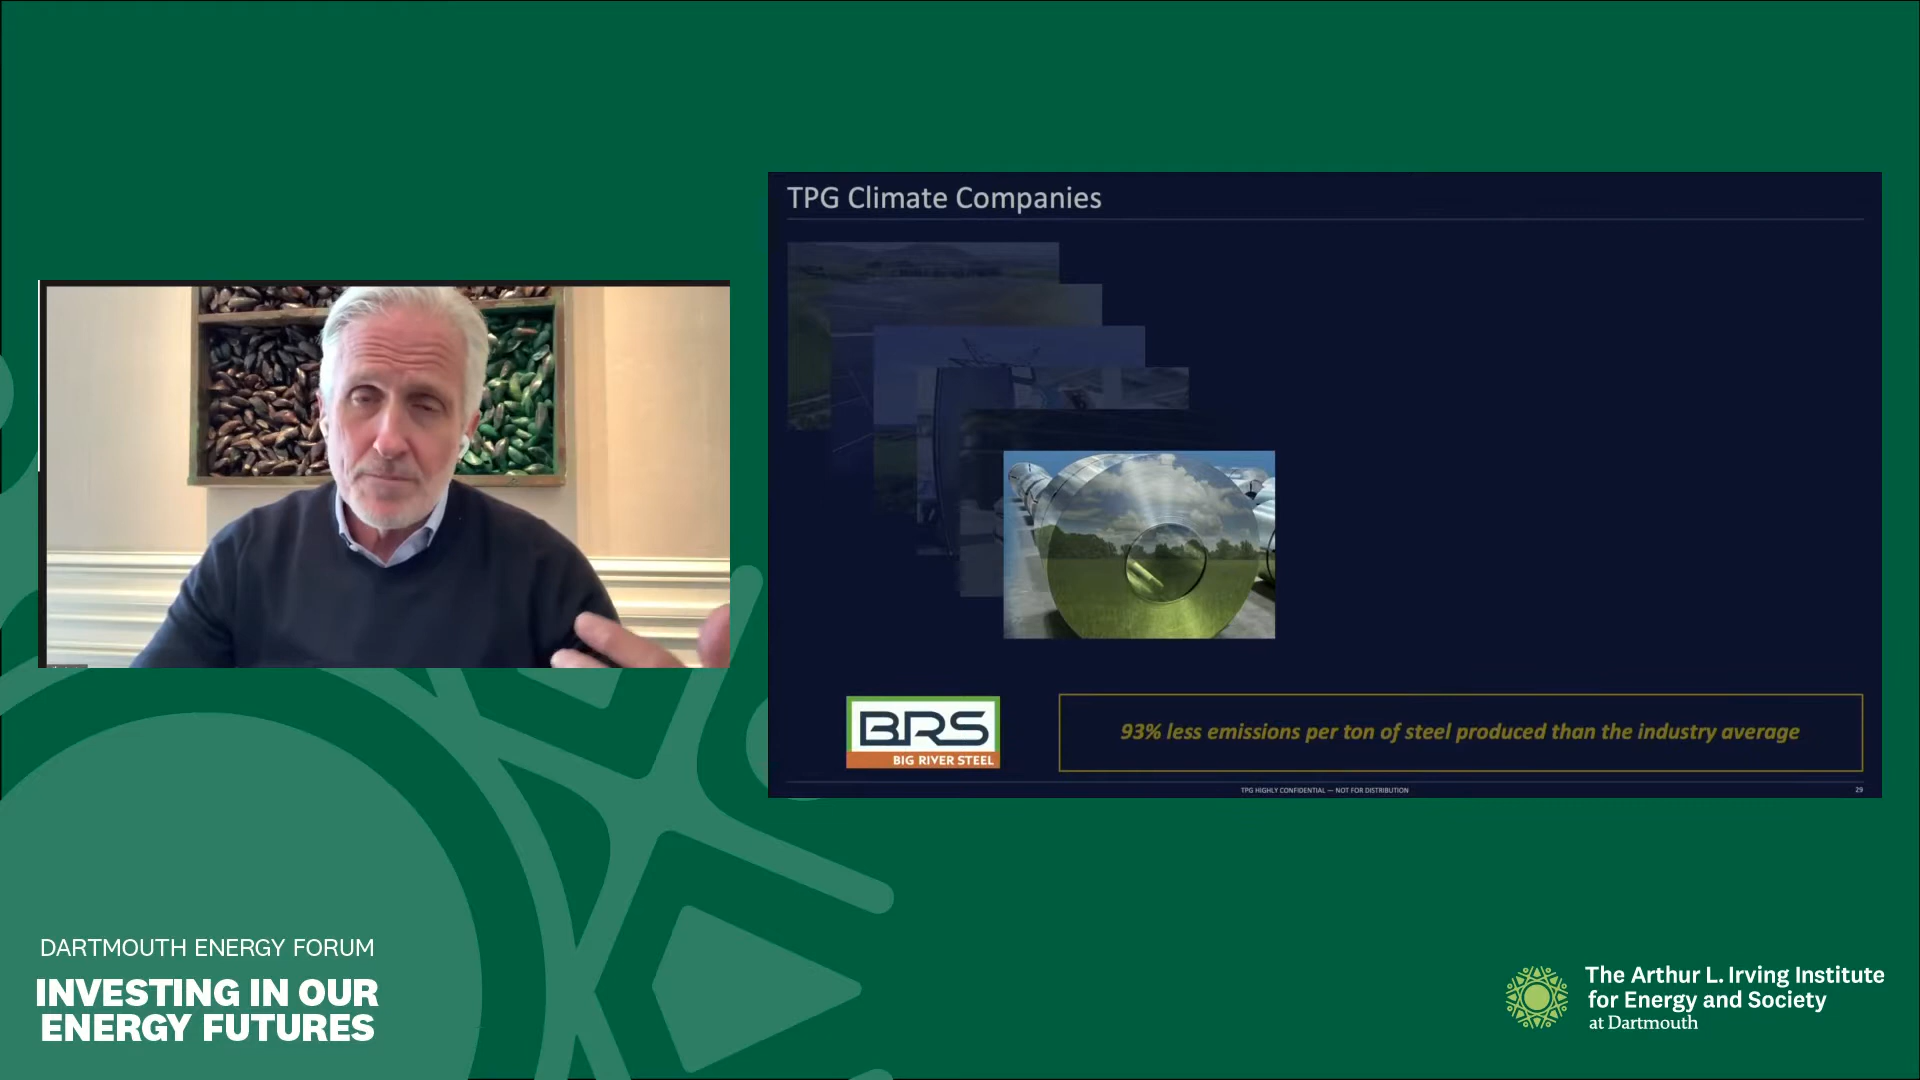 TPG Climate Companies
BRS
BIG RIVER STEEL
93% less emissions per ton of steel produced than the industry average
TPG HIGHLY CONFIDENTIAL — NOT FOR DISTRIBUTION
29
DARTMOUTH ENERGY FORUM
INVESTING IN OUR
ENERGY FUTURES
The Arthur L. Irving Institute
for Energy and Society
at Dartmouth